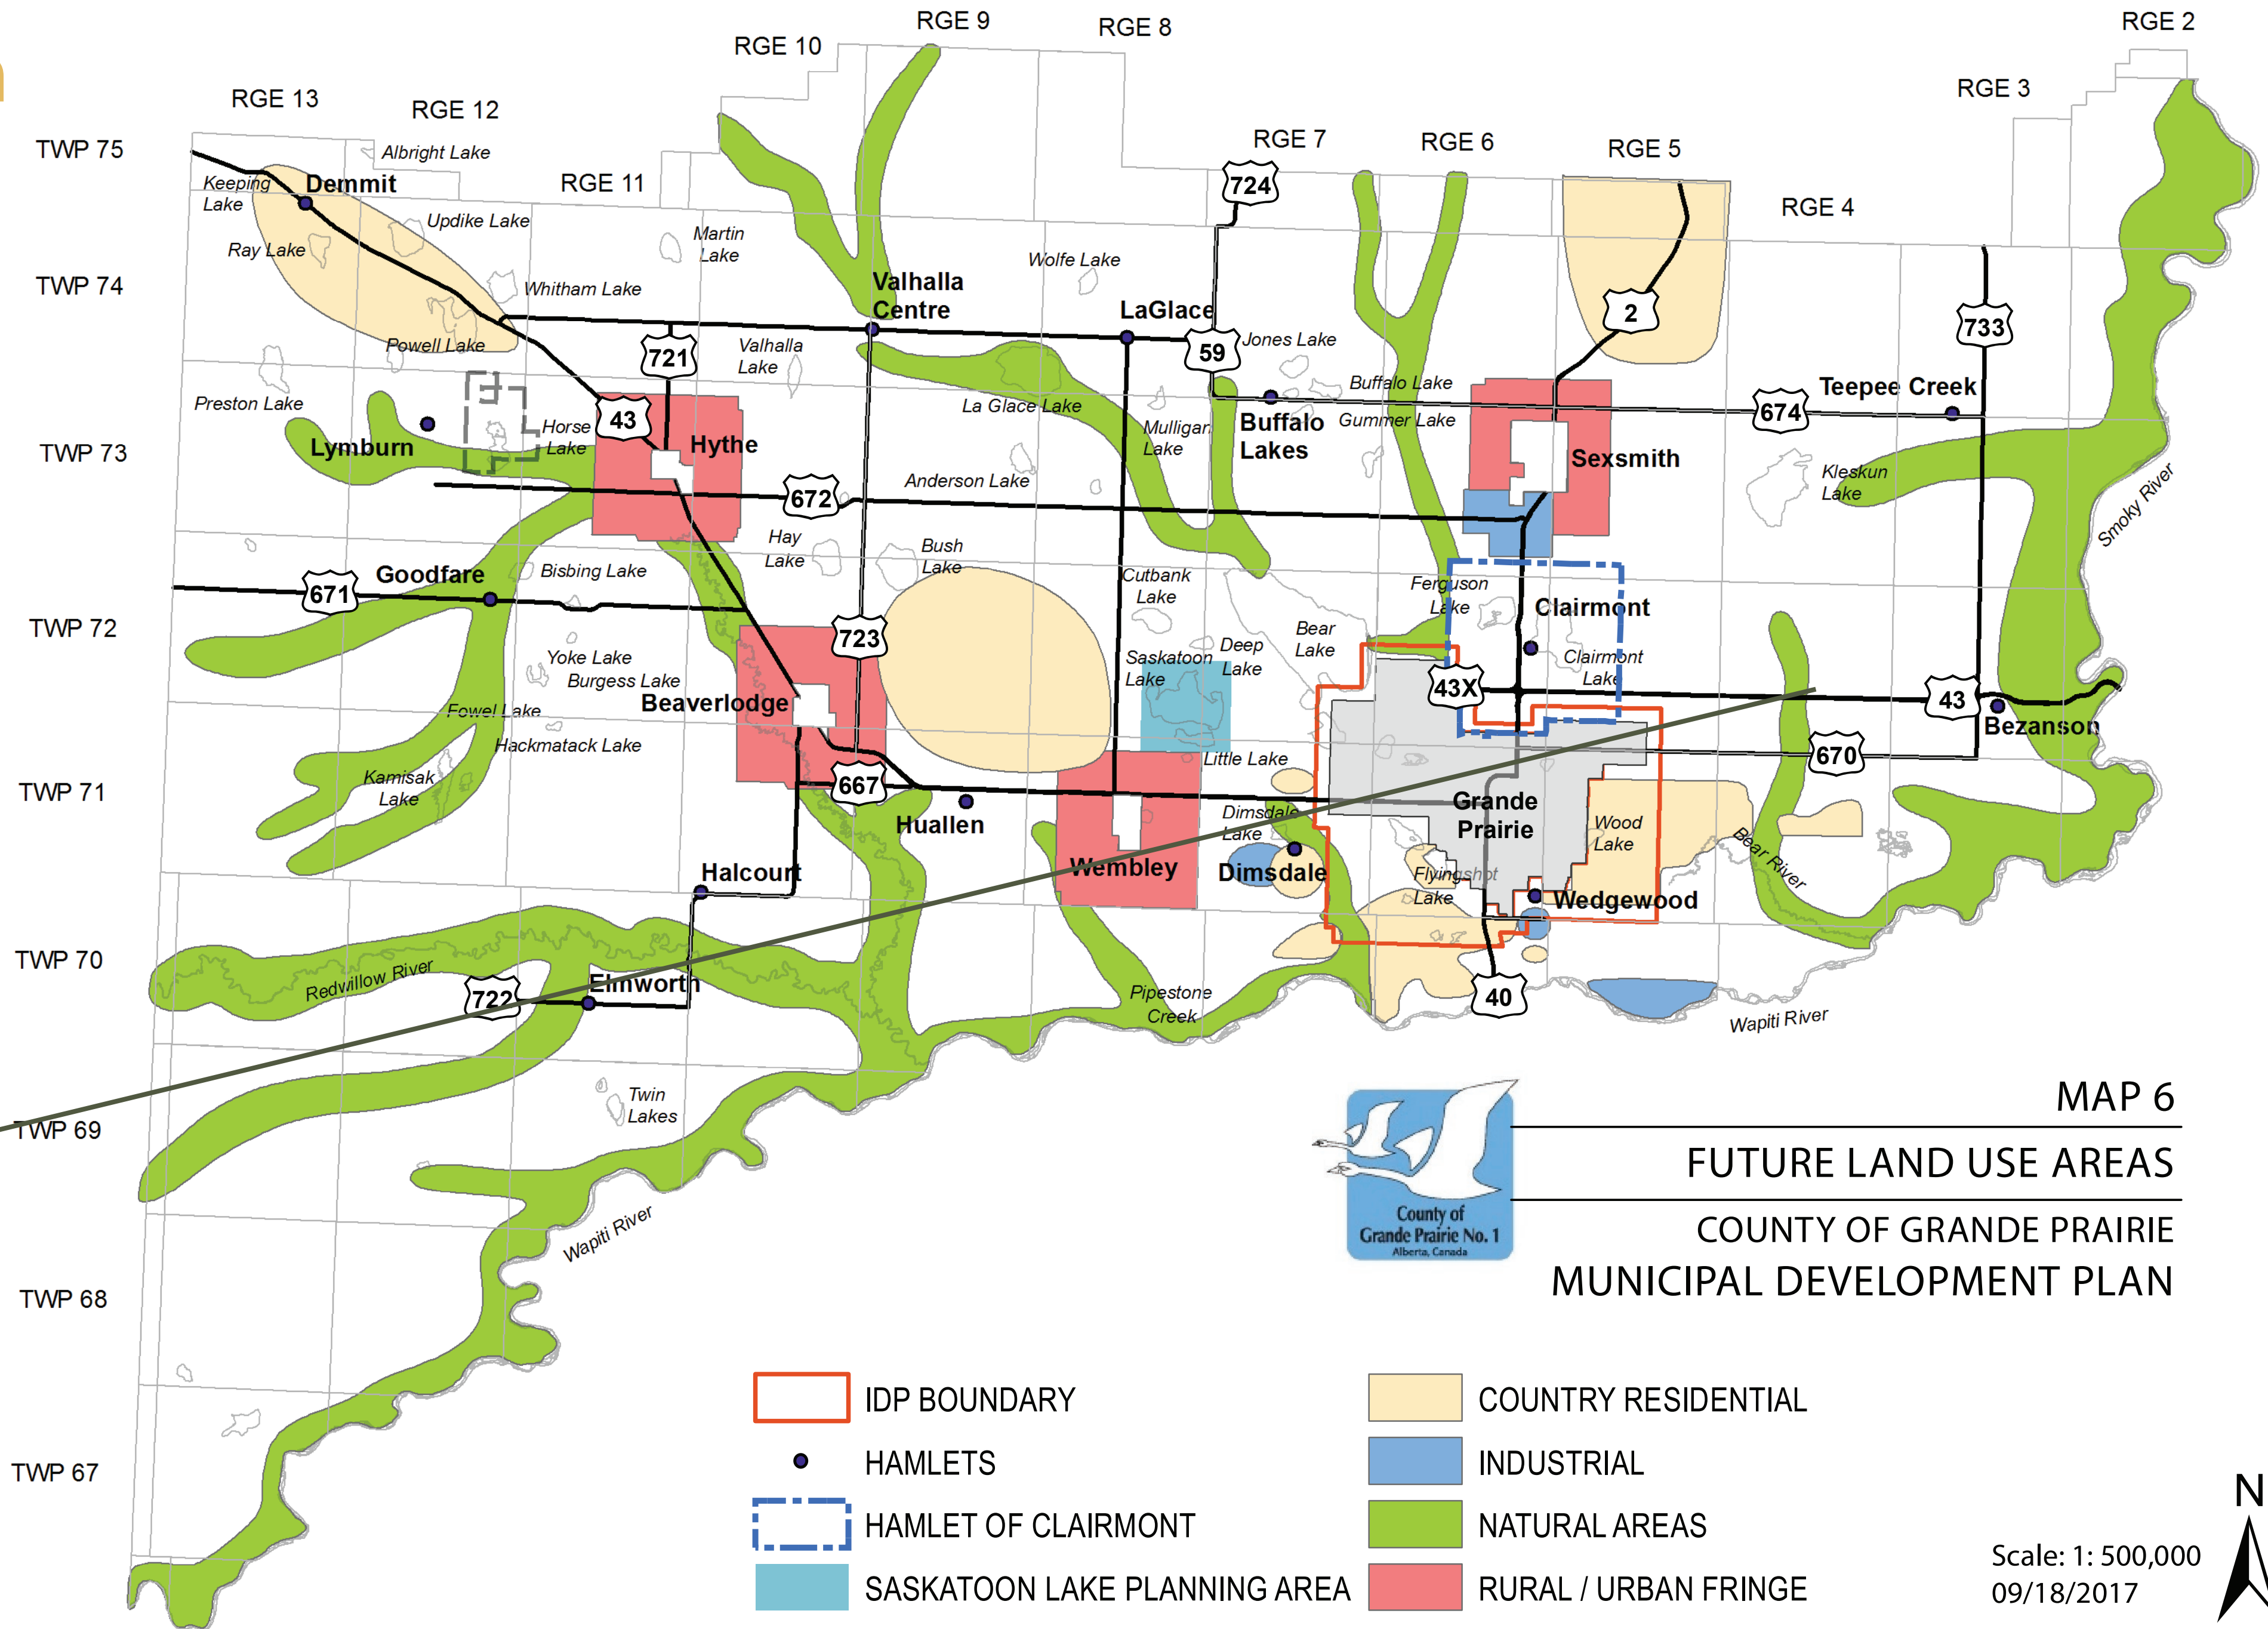 RGE 9
RGE 8
RGE 2
RGE 10
RGE 3
RGE 13
RGE 12
RGE 7
RGE 6
RGE 5
TWP 75
Albright Lake
RGE 11
724
Keeping
Lake
Demmit
RGE 4
Updike Lake
Ray Lake
Martin
Lake
Wolfe Lake
TWP 74
Whitham Lake
Valhalla
Centre
LaGlace
2
733
Powell Lake
721
Valhalla
Lake
59
Jones Lake
Preston Lake
La Glace Lake
Buffalo Lake
Teepee Creek
43
Horse
Lake
Hythe
Mulligan
Lake
Buffalo
Lakes
Gummer Lake
674
TWP 73
Lymburn
Sexsmith
672
Anderson Lake
Kleskun
Lake
Smoky River
Hay
Lake
Bush
Lake
671
Goodfare
Bisbing Lake
Cutbank
Lake
Ferguson
Lake
Clairmont
TWP 72
723
Bear
Lake
Yoke Lake
Burgess Lake
Saskatoon
Lake
Deep
Lake
Clairmont
Lake
Beaverlodge
43X
43
Fowel Lake
Bezanson
Hackmatack Lake
Little Lake
670
TWP 71
Kamisak
Lake
667
Huallen
Dimsdale
Lake
Grande
Prairie
Wood
Lake
Bear River
Halcourt
Wembley
Dimsdale
Flyingshot
Lake
Wedgewood
TWP 70
Redwillow River
722
Elmworth
Pipestone
Creek
40
Wapiti River
Twin
Lakes
TWP 69
MAP 6
FUTURE LAND USE AREAS
COUNTY OF GRANDE PRAIRIE
MUNICIPAL DEVELOPMENT PLAN
County of
Grande Prairie No. 1
Alberta, Canada
Wapiti River
TWP 68
TWP 67
IDP BOUNDARY
HAMLETS
HAMLET OF CLAIRMONT
SASKATOON LAKE PLANNING AREA
COUNTRY RESIDENTIAL
INDUSTRIAL
NATURAL AREAS
RURAL / URBAN FRINGE
N
Scale: 1: 500,000
09/18/2017